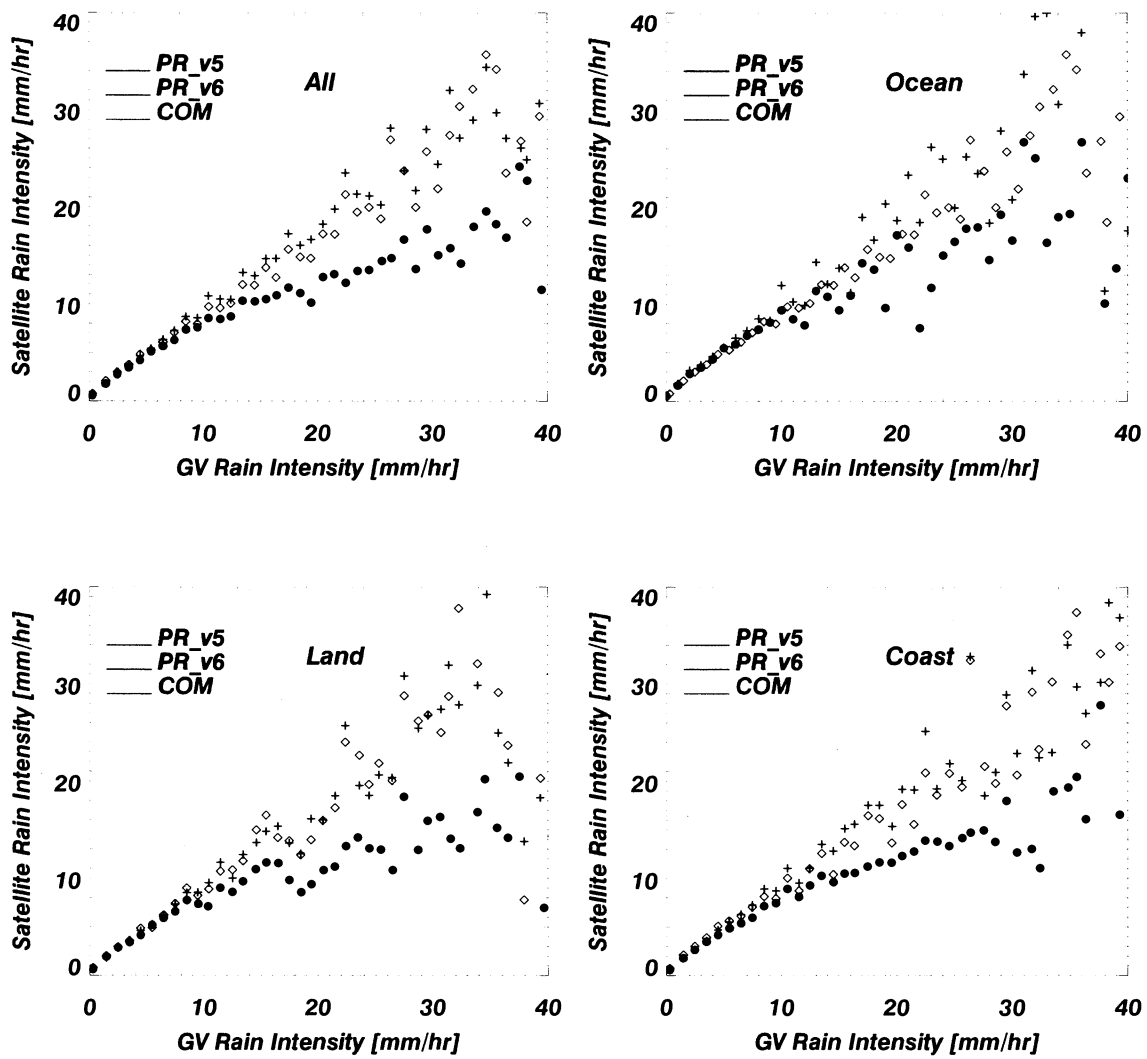 Satellite Rain Intensity [mm/hr]
40
30
20
10
0
PR_v5
PR_v6
COM
All
0 10 20 30 40
GV Rain Intensity [mm/hr]
Satellite Rain Intensity [mm/hr]
40
30
20
10
0
PR_v5
PR_v6
COM
Ocean
0 10 20 30 40
GV Rain Intensity [mm/hr]
Satellite Rain Intensity [mm/hr]
40
30
20
10
0
PR_v5
PR_v6
COM
Land
0 10 20 30 40
GV Rain Intensity [mm/hr]
Satellite Rain Intensity [mm/hr]
40
30
20
10
0
PR_v5
PR_v6
COM
Coast
0 10 20 30 40
GV Rain Intensity [mm/hr]